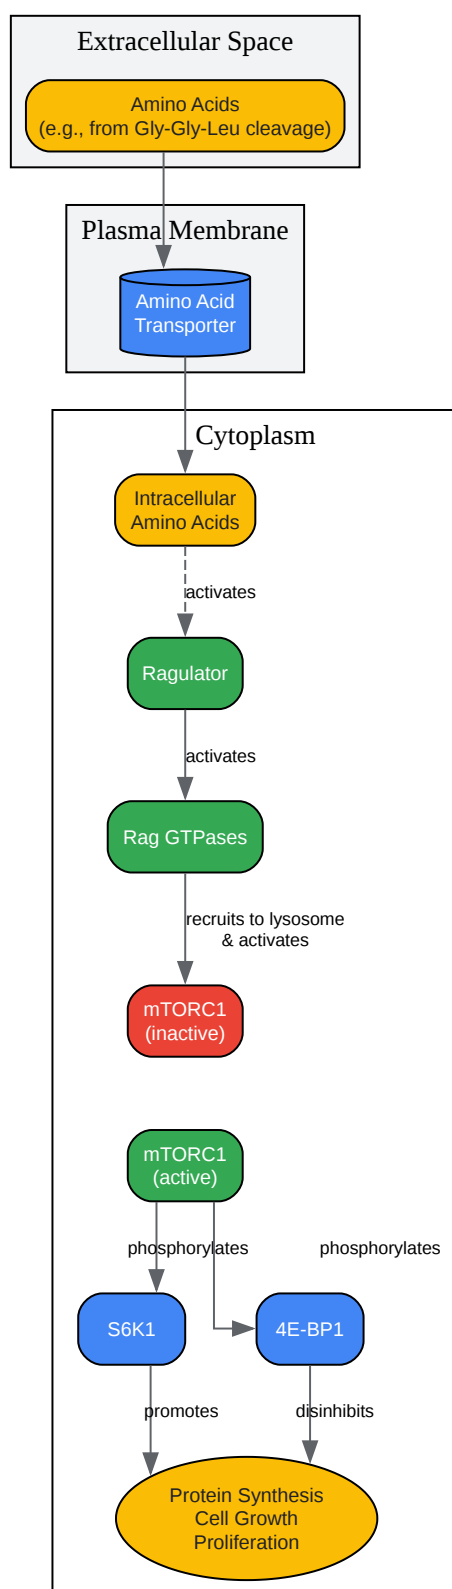 Extracellular Space
Amino Acids
(e.g., from Gly-Gly-Leu cleavage)
Plasma Membrane
Amino Acid
Transporter
Cytoplasm
Intracellular
Amino Acids
activates
Ragulator
activates
Rag GTPases
recruits to lysosome
& activates
mTORC1
(inactive)
mTORC1
(active)
phosphorylates
phosphorylates
S6K1
4E-BP1
promotes
disinhibits
Protein Synthesis
Cell Growth
Proliferation